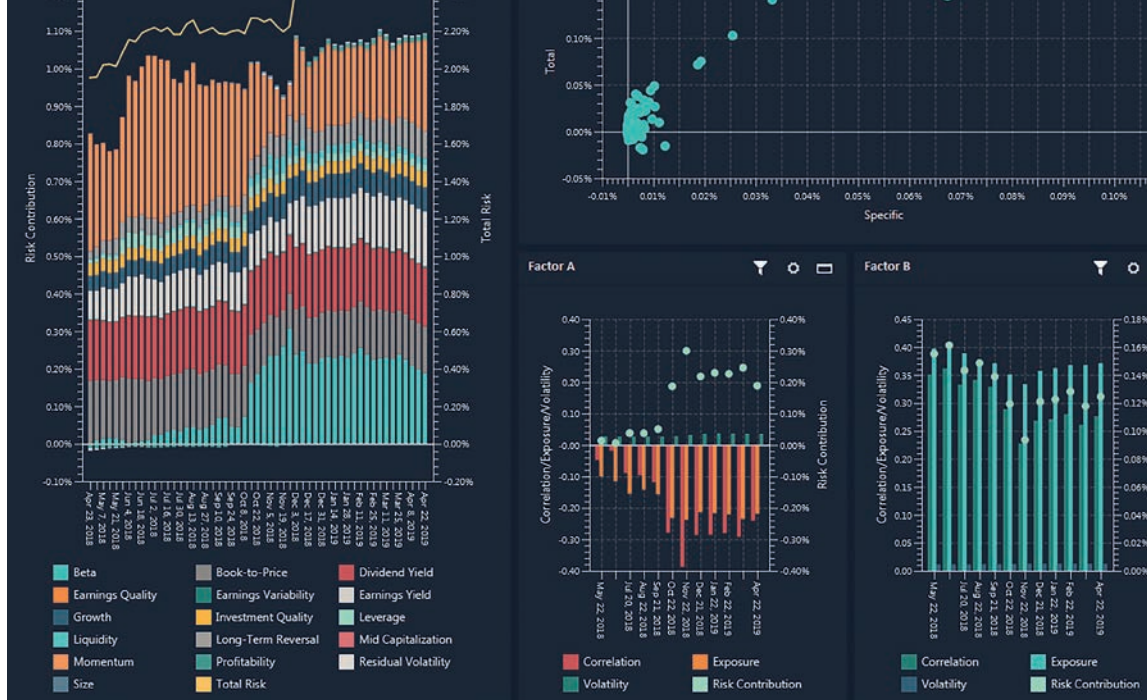 1.10%
1.00%
0.90%
0.80%
0.70%
0.60%
0.50%
0.40%
0.30%
0.20%
0.10%
0.00%
-0.10%
Risk Contribution
2.20%
2.00%
1.80%
1.60%
1.40%
1.20%
1.00%
0.80%
0.60%
0.40%
0.20%
0.00%
-0.20%
Total Risk
Apr 23, 2018
May 7, 2018
May 21, 2018
Jun 4, 2018
Jun 18, 2018
Jul 2, 2018
Jul 16, 2018
Jul 30, 2018
Aug 13, 2018
Aug 27, 2018
Sep 10, 2018
Sep 24, 2018
Oct 8, 2018
Oct 22, 2018
Nov 5, 2018
Nov 19, 2018
Dec 3, 2018
Dec 17, 2018
Dec 31, 2018
Jan 14, 2019
Jan 28, 2019
Feb 11, 2019
Feb 25, 2019
Mar 11, 2019
Mar 25, 2019
Apr 8, 2019
Apr 22, 2019
Beta Book-to-Price Dividend Yield
Earnings Quality Earnings Variability Earnings Yield
Growth Investment Quality Leverage
Liquidity Long-Term Reversal Mid Capitalization
Momentum Profitability Residual Volatility
Size Total Risk
0.10%
0.05%
0.00%
-0.05%
Total
-0.01% 0.00% 0.01% 0.02% 0.03% 0.04% 0.05% 0.06% 0.07% 0.08% 0.09% 0.10%
Specific
Factor A
0.40
0.30
0.20
0.10
-0.00
-0.10
-0.20
-0.30
-0.40
Correlation/Exposure/Volatility
0.40%
0.30%
0.20%
0.10%
0.00%
-0.10%
-0.20%
-0.30%
-0.40%
Risk Contribution
May 22, 2018
Jul 20, 2018
Aug 22, 2018
Sep 21, 2018
Oct 22, 2018
Nov 22, 2018
Dec 21, 2018
Jan 22, 2019
Feb 22, 2019
Apr 22, 2019
Correlation Exposure
Volatility Risk Contribution
Factor B
0.45
0.40
0.35
0.30
0.25
0.20
0.15
0.10
0.05
0.00
Correlation/Exposure/Volatility
0.18%
0.16%
0.14%
0.12%
0.10%
0.08%
0.06%
0.04%
0.02%
0.00%
May 22, 2018
Jul 20, 2018
Aug 22, 2018
Sep 21, 2018
Oct 22, 2018
Nov 22, 2018
Dec 21, 2018
Jan 22, 2019
Feb 22, 2019
Apr 22, 2019
Correlation Exposure
Volatility Risk Contribution